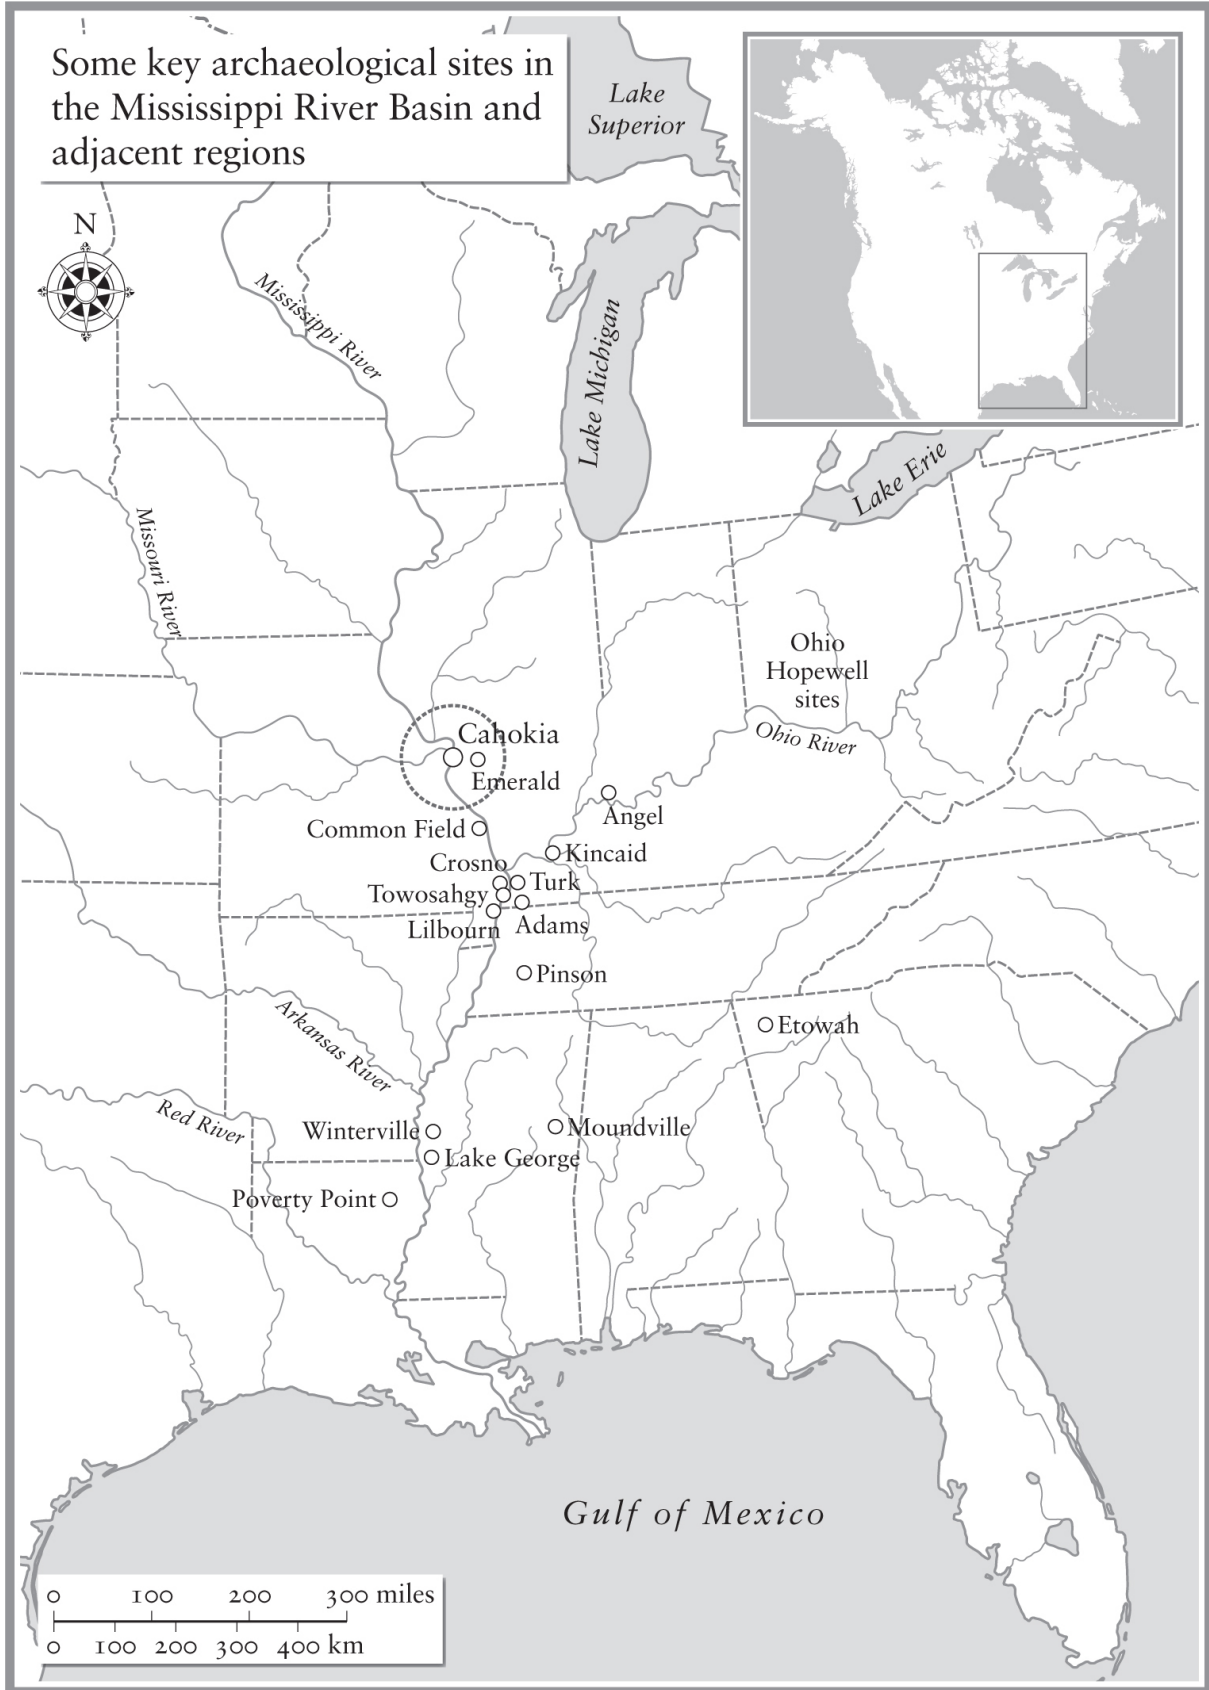 Some key archaeological sites in
the Mississippi River Basin and
adjacent regions
Lake
Superior
N
Mississippi River
Lake Michigan
Lake Erie
Missouri River
Ohio
Hopewell
sites
Ohio River
Cahokia
Emerald
Angel
Common Field
Kincaid
Crosno
Turk
Towosahgy
Adams
Lilbourn
Pinson
Arkansas River
Etowah
Red River
Winterville
Moundville
Lake George
Poverty Point
Gulf of Mexico
0 100 200 300 miles
0 100 200 300 400 km